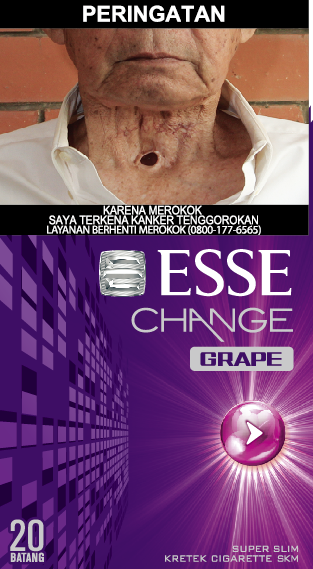 PERINGATAN
KARENA MEROKOK
SAYA TERKENA KANKER TENGGOROKAN
LAYANAN BERHENTI MEROKOK (0800-177-6565)
ESSE
CHANGE
GRAPE
20
BATANG
SUPER SLIM
KRETEK CIGARETTE SKM